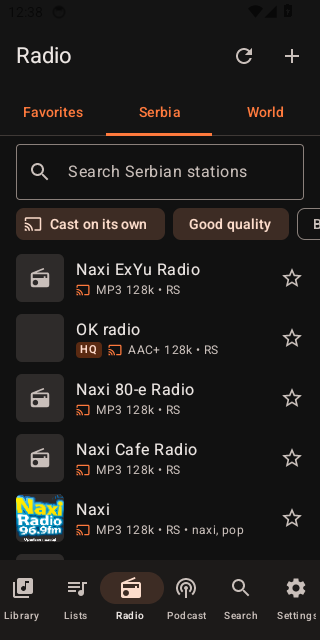 12:38
Radio
Favorites
Serbia
World
Search Serbian stations
Cast on its own
Good quality
B
Naxi ExYu Radio
MP3 128k • RS
OK radio
HQ AAC+ 128k • RS
Naxi 80-e Radio
MP3 128k • RS
Naxi Cafe Radio
MP3 128k • RS
Naxi
Radio
96.9fm
Naxi
MP3 128k • RS • naxi, pop
Library
Lists
Radio
Podcast
Search
Settings